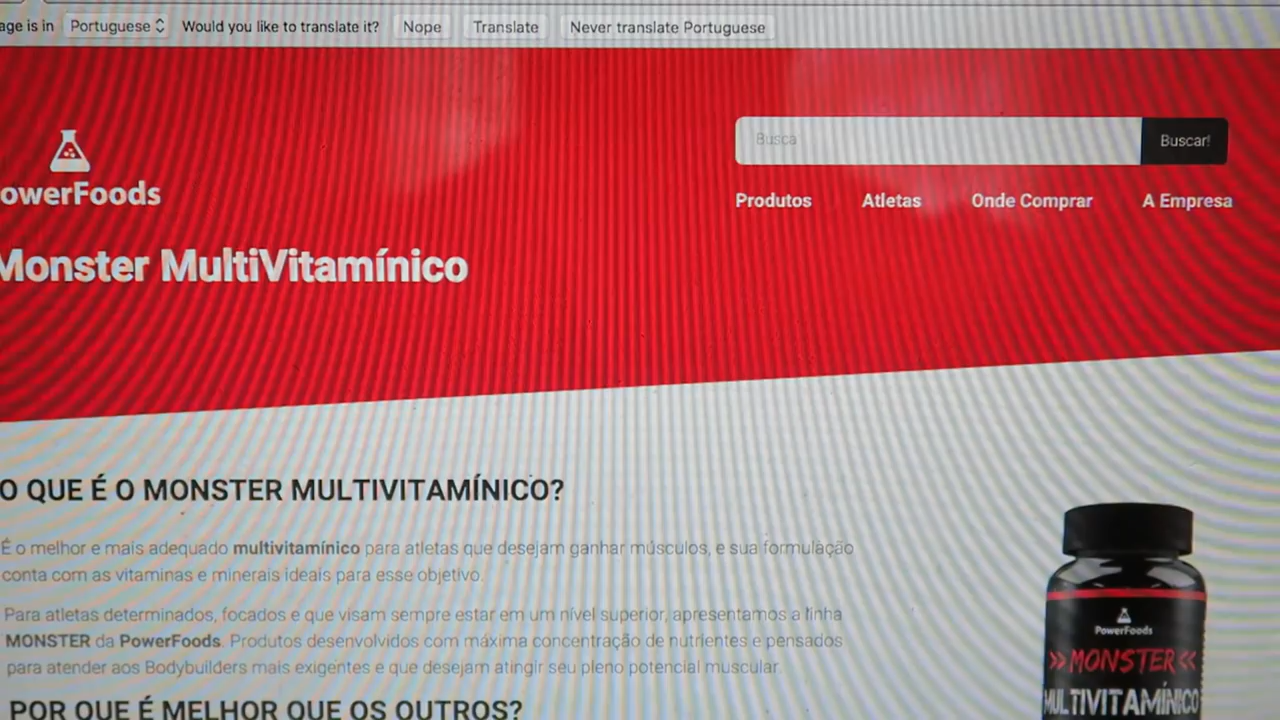 age is in Portuguese Would you like to translate it? Nope Translate Never translate Portuguese
Busca Buscar!
owerFoods
Produtos Atletas Onde Comprar A Empresa
Monster MultiVitamínico
O QUE É O MONSTER MULTIVITAMÍNICO?
É o melhor e mais adequado multivitamínico para atletas que desejam ganhar músculos, e sua formulação
conta com as vitaminas e minerais ideais para esse objetivo.
Para atletas determinados, focados e que visam sempre estar em um nível superior, apresentamos a linha
MONSTER da PowerFoods. Produtos desenvolvidos com máxima concentração de nutrientes e pensados
para atender aos Bodybuilders mais exigentes e que desejam atingir seu pleno potencial muscular.
POR QUE É MELHOR QUE OS OUTROS?
PowerFoods
»MONSTER«
MULTIVITAMÍNICO